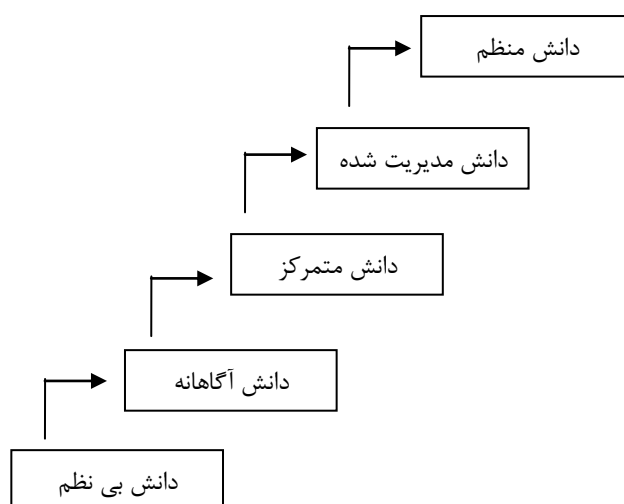 دانش منظم
دانش مدیریت شده
دانش متمرکز
دانش آگاهانه
دانش بی نظم